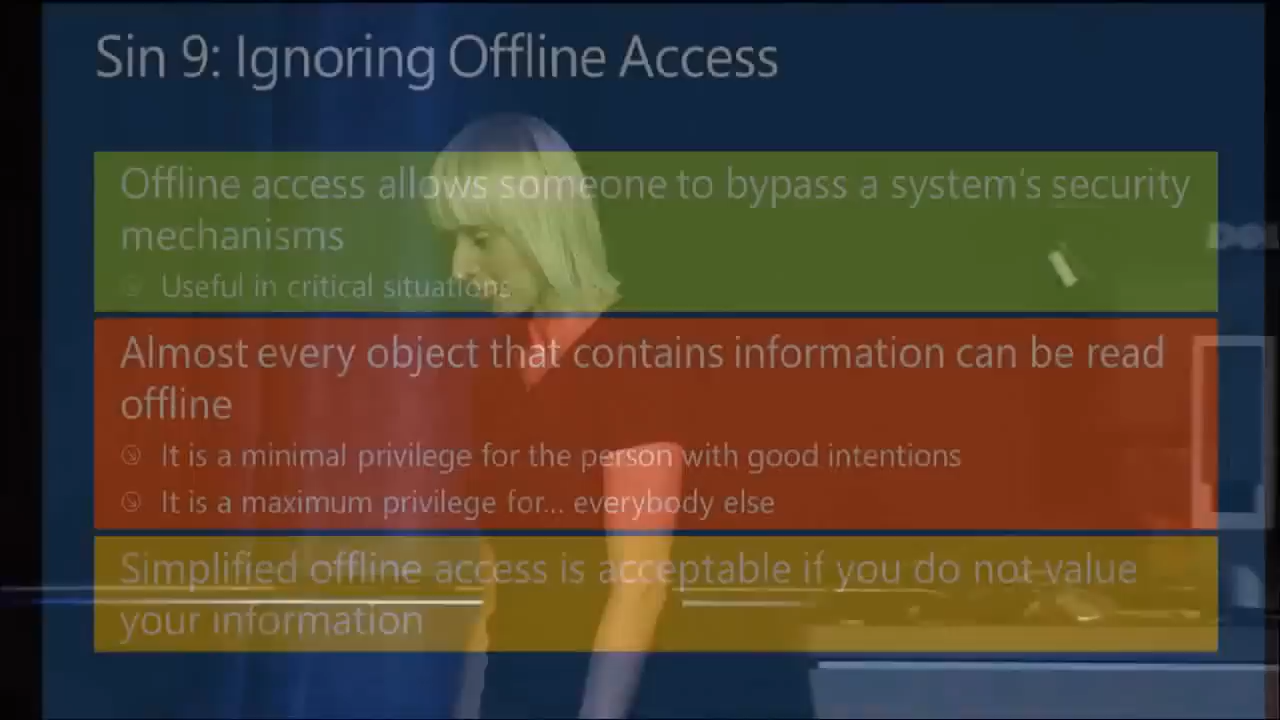 Sin 9: Ignoring Offline Access
Offline access allows someone to bypass a system's security
mechanisms
Useful in critical situations
Almost every object that contains information can be read
offline
It is a minimal privilege for the person with good intentions
It is a maximum privilege for... everybody else
Simplified offline access is acceptable if you do not value
your information